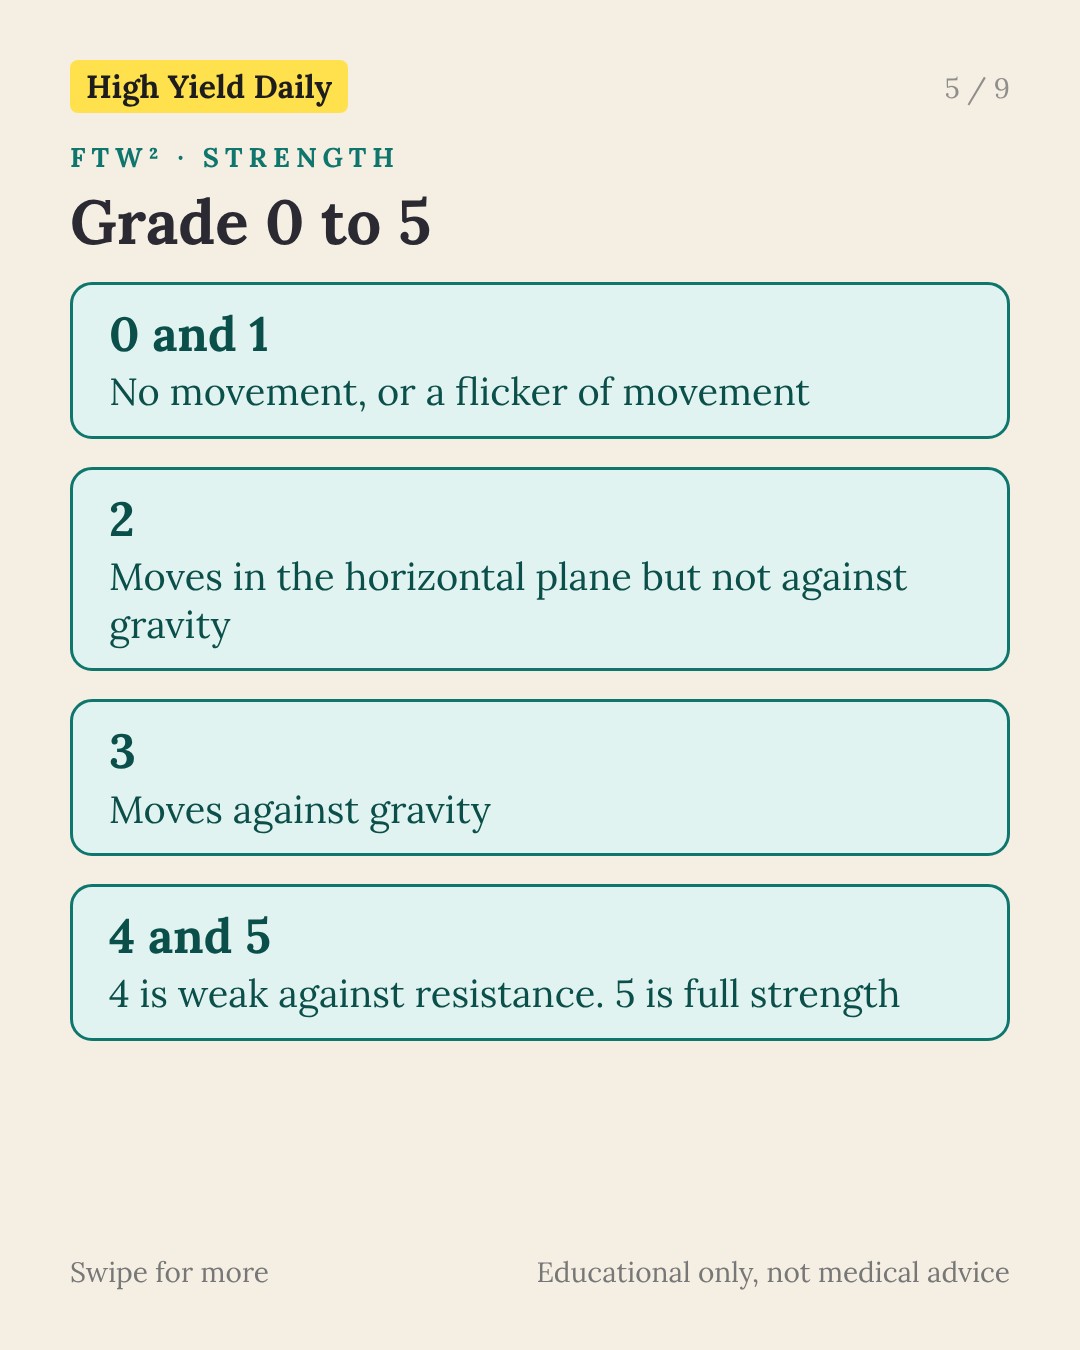 High Yield Daily
5 / 9
FTW² · STRENGTH
Grade 0 to 5
0 and 1
No movement, or a flicker of movement
2
Moves in the horizontal plane but not against
gravity
3
Moves against gravity
4 and 5
4 is weak against resistance. 5 is full strength
Swipe for more
Educational only, not medical advice